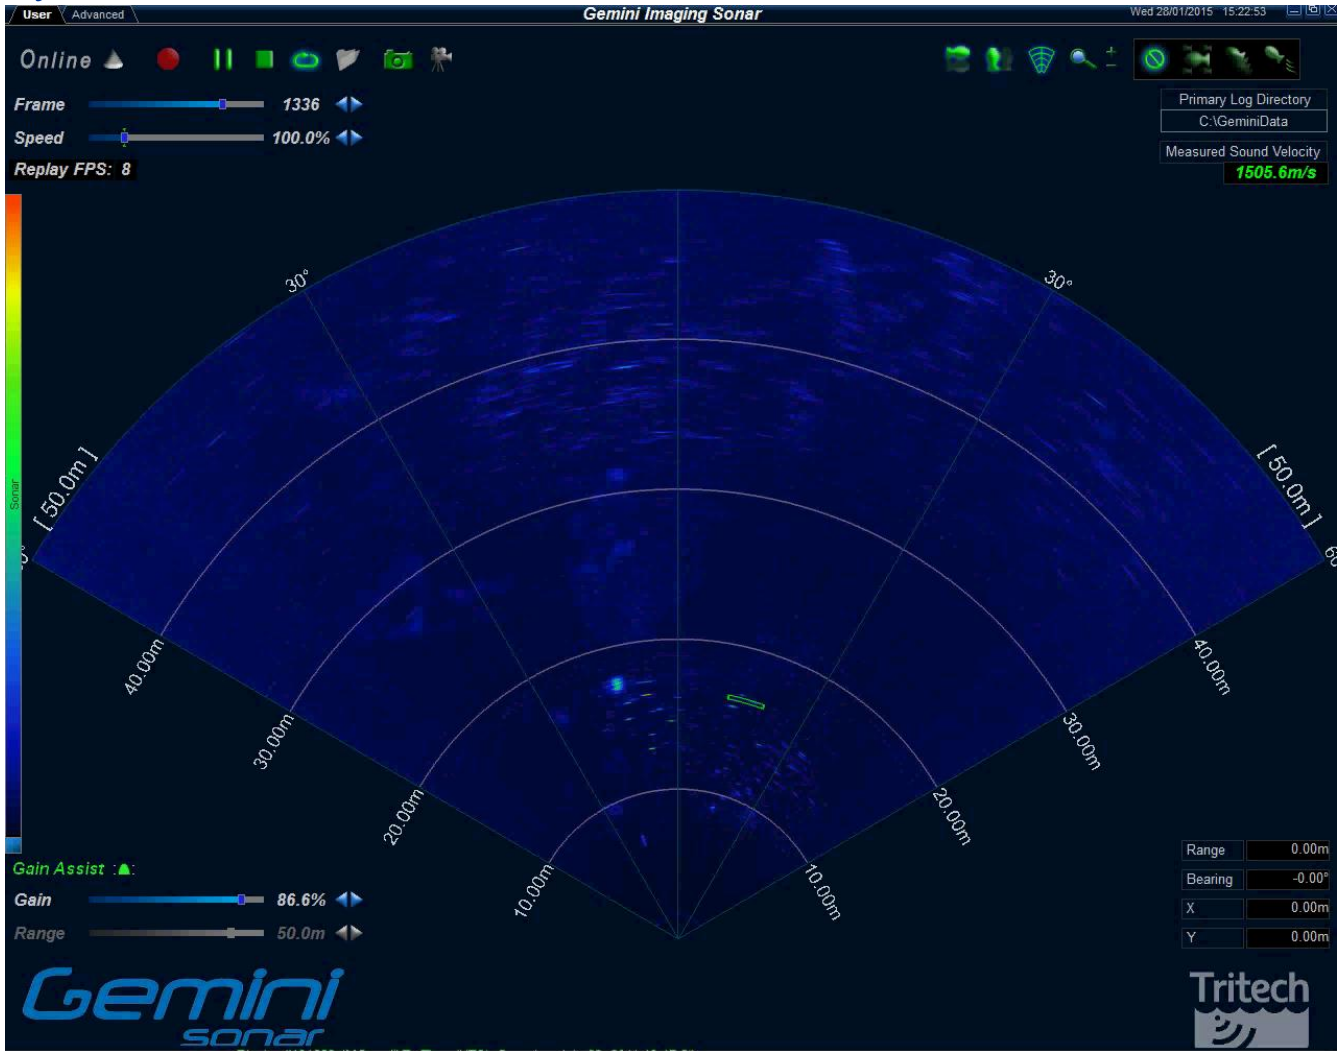 User Advanced Gemini Imaging Sonar Wed 28/01/2015 15:22:53
Online
Frame 1336
Speed 100.0%
Replay FPS: 8
Primary Log Directory
C:\GeminiData
Measured Sound Velocity
1505.6m/s
30° 30°
[ 50.0m ] [ 50.0m ]
Sonar
40.00m 40.00m
30.00m 30.00m
20.00m 20.00m
10.00m 10.00m
Gain Assist
Gain 86.6%
Range 50.0m
Range 0.00m
Bearing -0.00°
X 0.00m
Y 0.00m
Gemini
sonar
Tritech